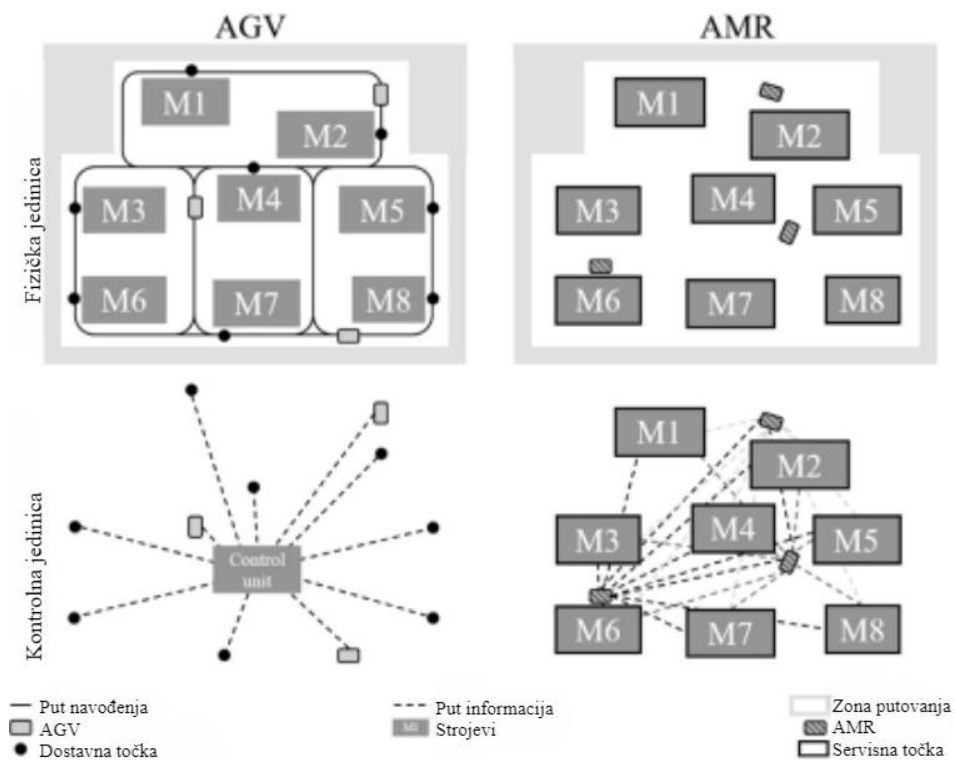 AGV
AMR
Fizička jedinica
M1
M2
M3
M4
M5
M6
M7
M8
M1
M2
M3
M4
M5
M6
M7
M8
Kontrolna jedinica
Control
unit
M1
M2
M3
M4
M5
M6
M7
M8
Put navođenja
AGV
Dostavna točka
Put informacija
M1 Strojevi
Zona putovanja
AMR
Servisna točka